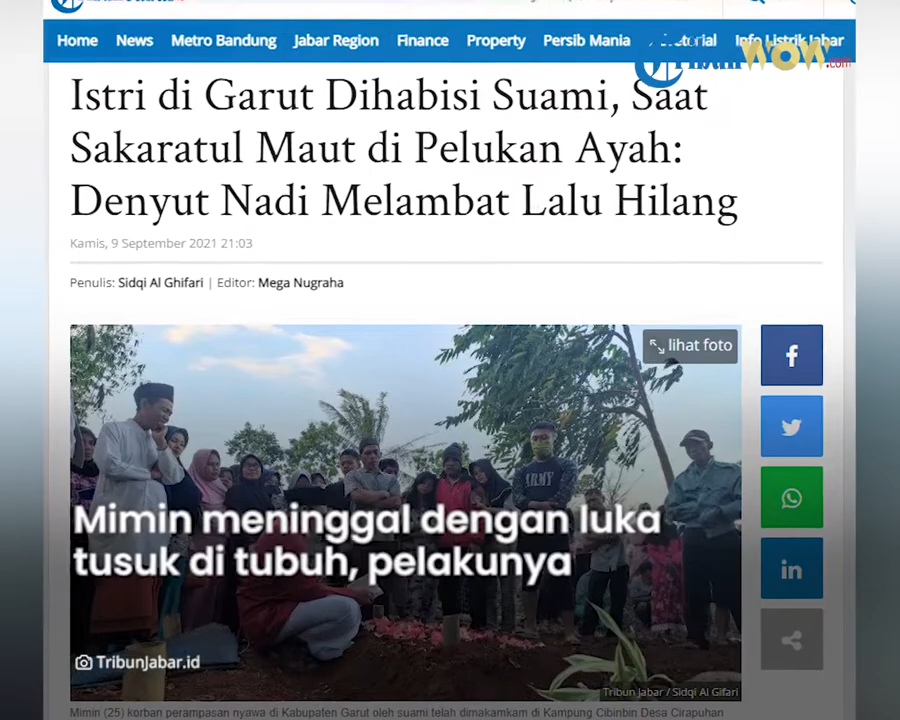 Home News Metro Bandung Jabar Region Finance Property Persib Mania Info Listrik Jabar
TribunWOW.com
Istri di Garut Dihabisi Suami, Saat
Sakaratul Maut di Pelukan Ayah:
Denyut Nadi Melambat Lalu Hilang
Kamis, 9 September 2021 21:03
Penulis: Sidqi Al Ghifari | Editor: Mega Nugraha
lihat foto
ARMY
Mimin meninggal dengan luka
tusuk di tubuh, pelakunya
TribunJabar.id
Tribun Jabar / Sidqi Al Gifari
Mimin (25) korban perampasan nyawa di Kabupaten Garut oleh suami telah dimakamkam di Kampung Cibinbin Desa Cirapuhan